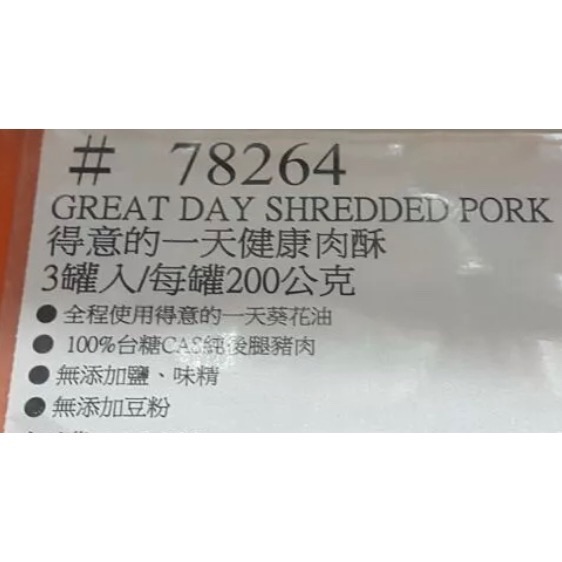 # 78264
GREAT DAY SHREDDED PORK
得意的一天健康肉酥
3罐入/每罐200公克
●全程使用得意的一天葵花油
● 100%台糖CAS純後腿豬肉
●無添加鹽、味精
●無添加豆粉